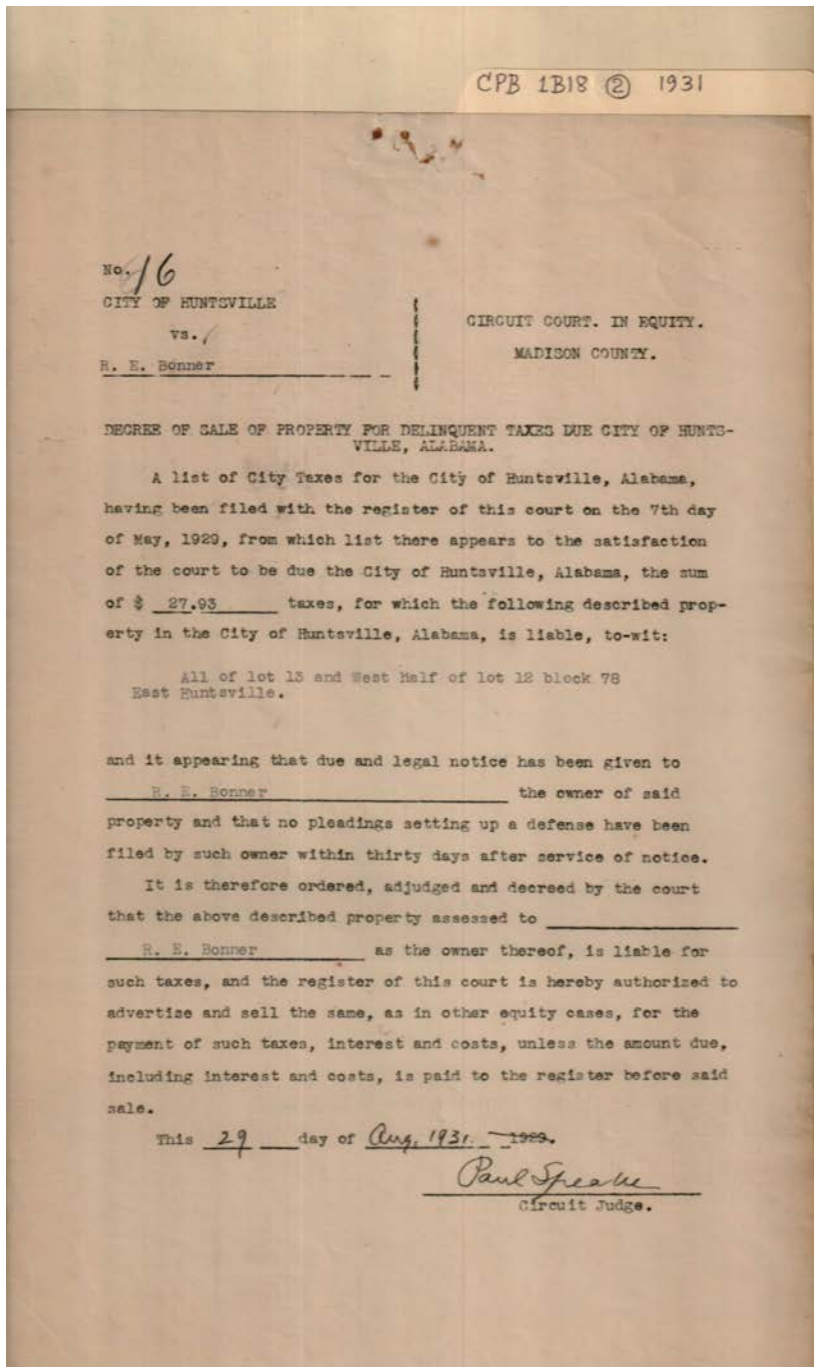 CPB 1B18 ② 1931
No. 16
CITY OF HUNTSVILLE
vs.
R. E. Bonner
CIRCUIT COURT. IN EQUITY.
MADISON COUNTY.
DECREE OF SALE OF PROPERTY FOR DELINQUENT TAXES DUE CITY OF HUNTS-
VILLE, ALABAMA.
A list of City Taxes for the City of Huntsville, Alabama,
having been filed with the register of this court on the 7th day
of May, 1929, from which list there appears to the satisfaction
of the court to be due the City of Huntsville, Alabama, the sum
of $ 27.93 taxes, for which the following described prop-
erty in the City of Huntsville, Alabama, is liable, to-wit:
All of lot 13 and West Half of lot 12 block 78
East Huntsville.
and it appearing that due and legal notice has been given to
R. E. Bonner the owner of said
property and that no pleadings setting up a defense have been
filed by such owner within thirty days after service of notice.
It is therefore ordered, adjudged and decreed by the court
that the above described property assessed to
R. E. Bonner as the owner thereof, is liable for
such taxes, and the register of this court is hereby authorized to
advertize and sell the same, as in other equity cases, for the
payment of such taxes, interest and costs, unless the amount due,
including interest and costs, is paid to the register before said
sale.
This 29 day of Aug, 1931. 1929.
Paul Speake
Circuit Judge.